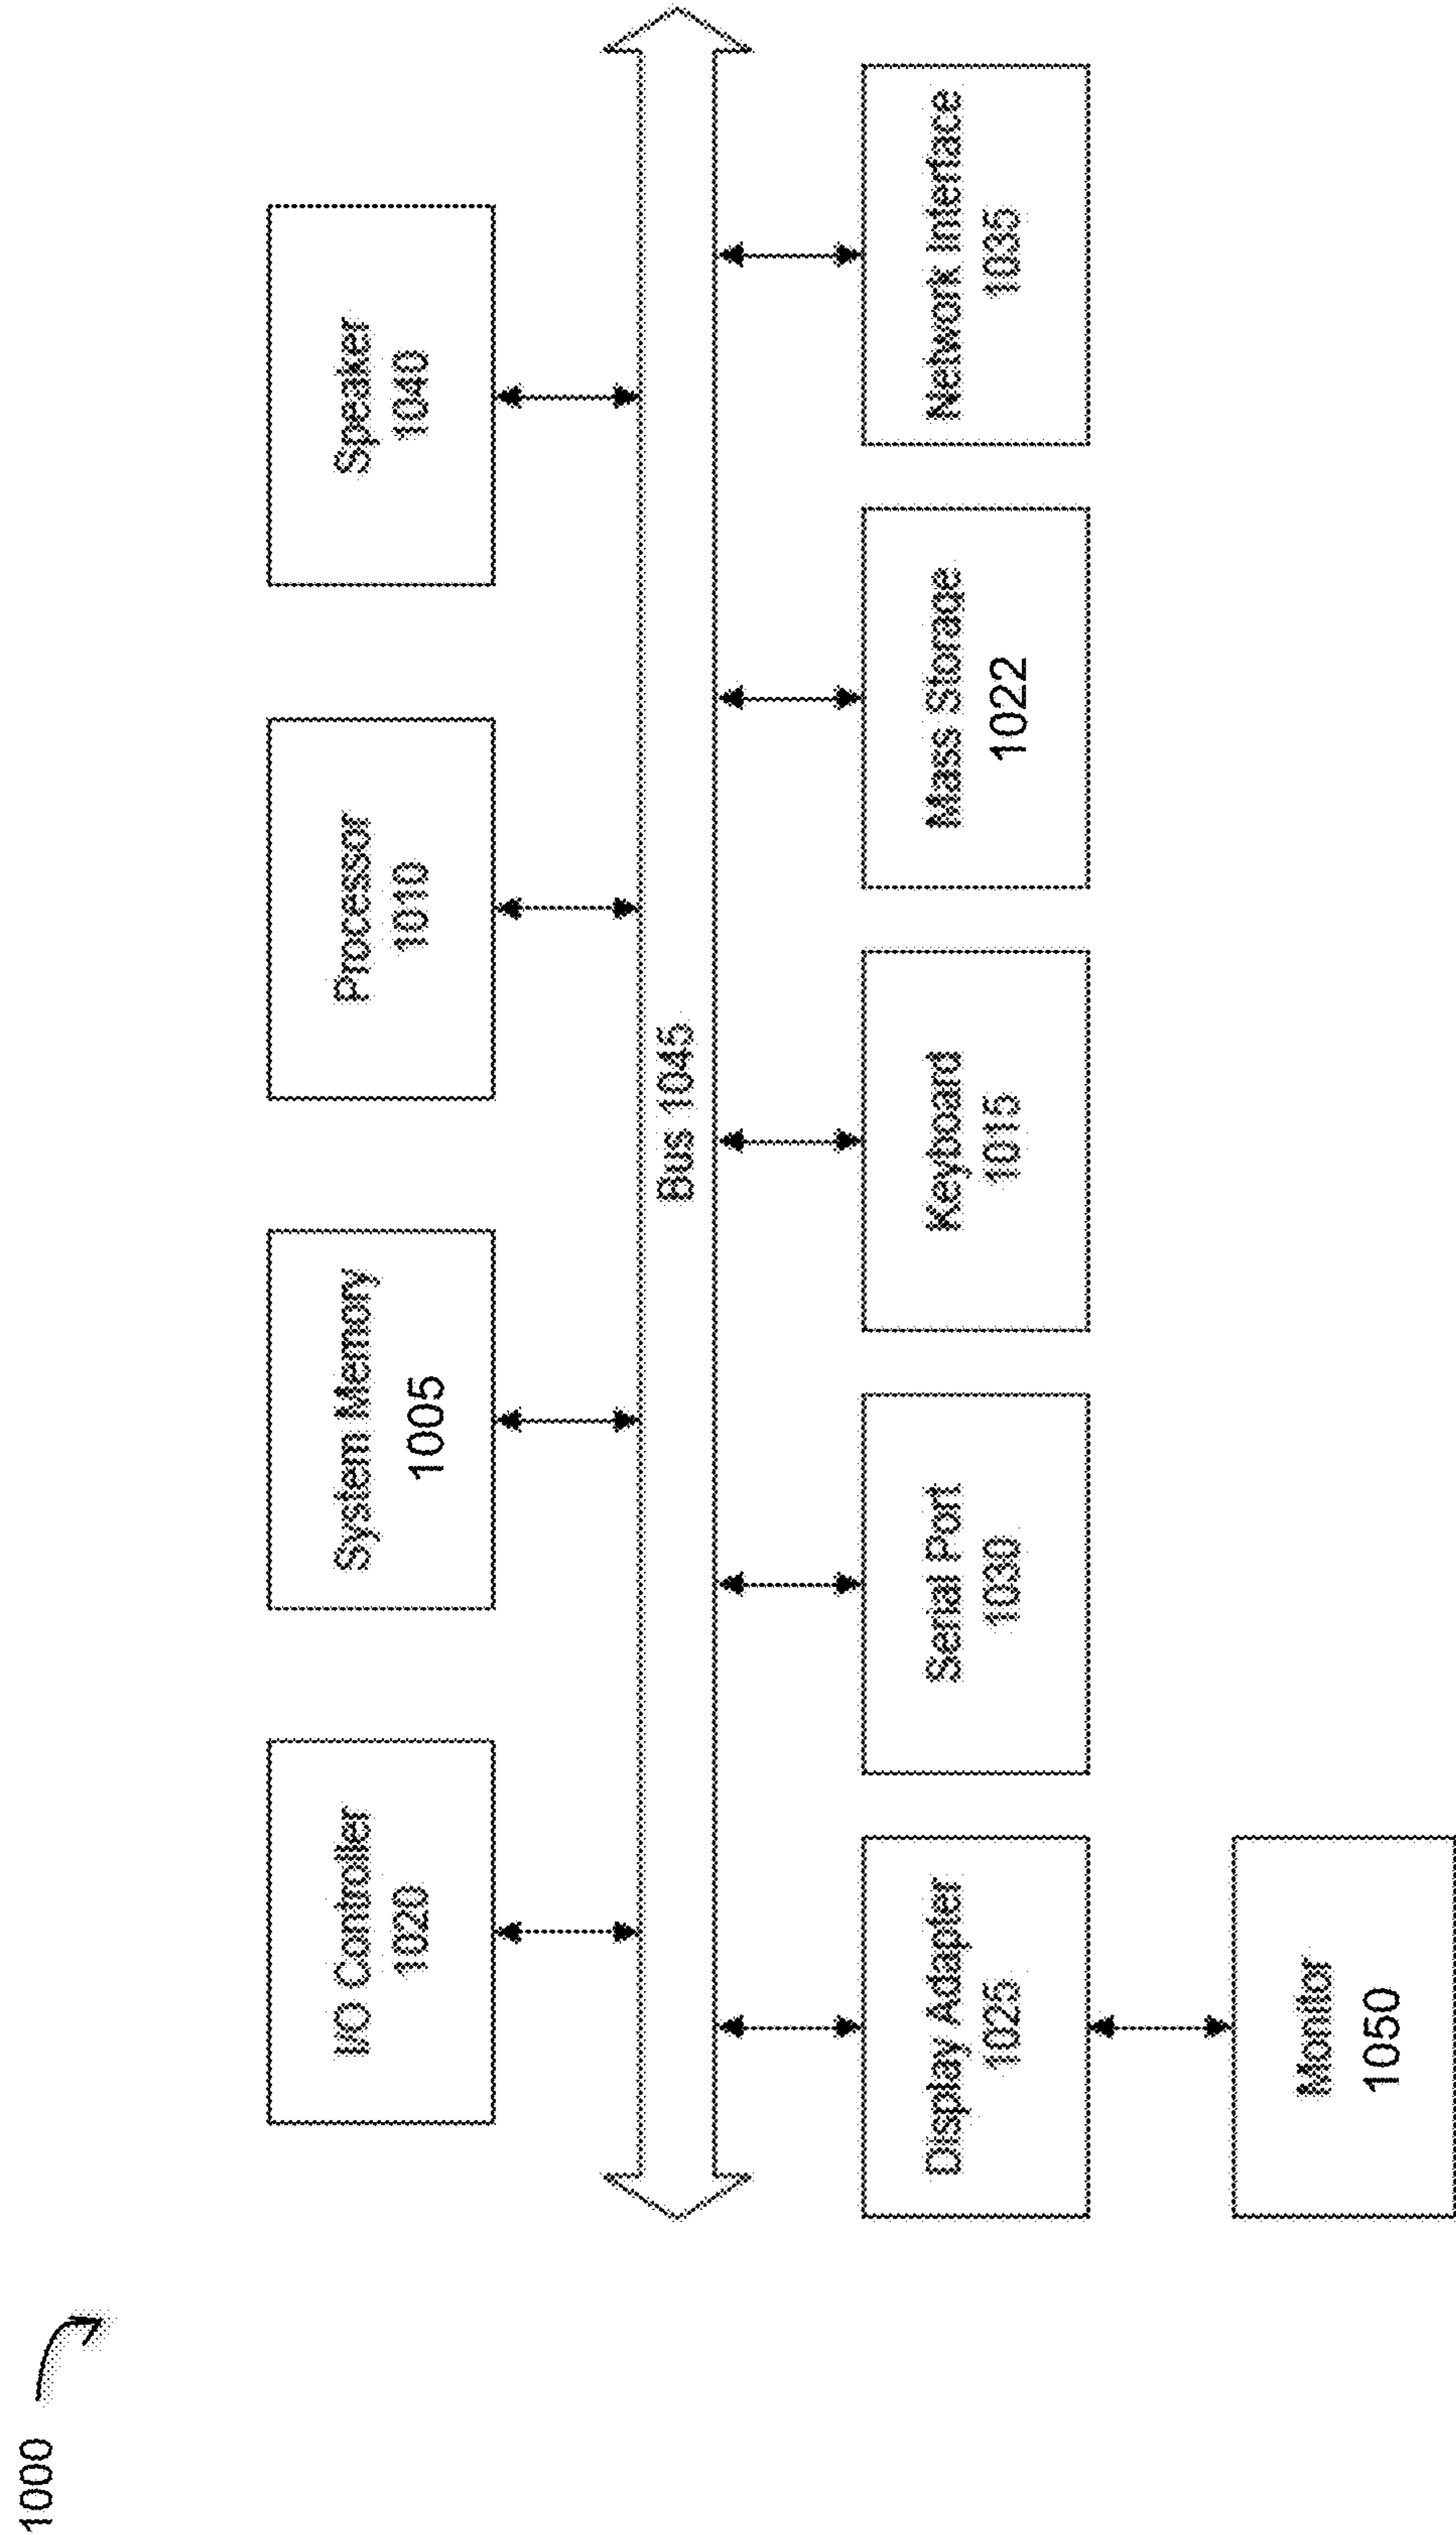 1000
I/O Controller
1020
System Memory
1005
Processor
1010
Speaker
1040
Bus 1045
Display Adapter
1025
Serial Port
1030
Keyboard
1015
Mass Storage
1022
Network Interface
1035
Monitor
1050